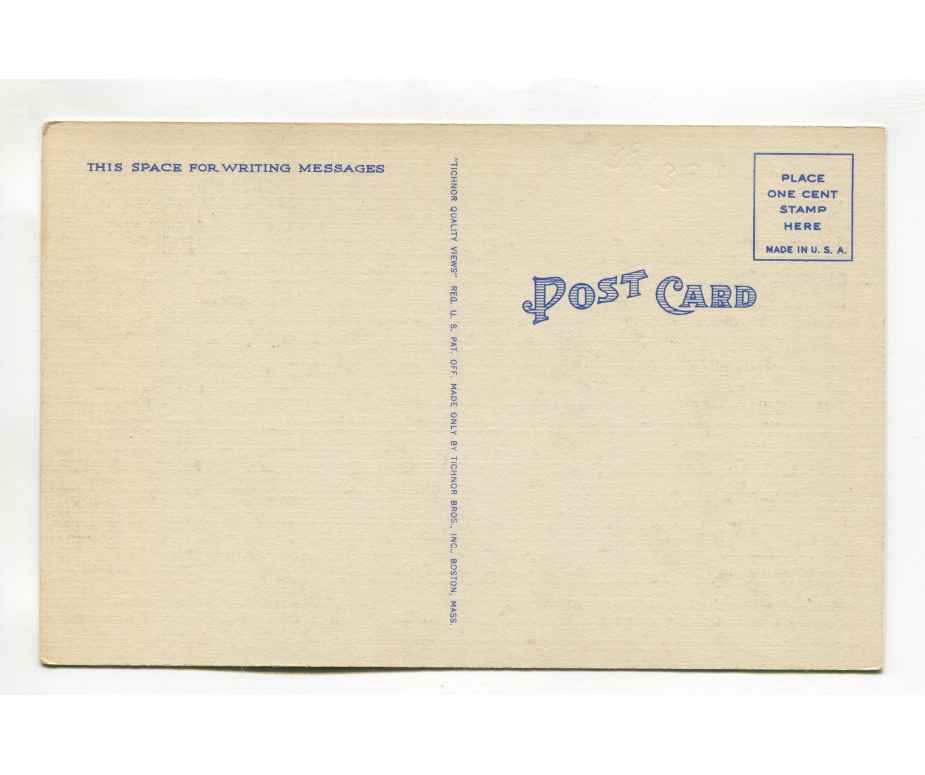 THIS SPACE FOR WRITING MESSAGES
"TICHNOR QUALITY VIEWS" REG. U. S. PAT. OFF. MADE ONLY BY TICHNOR BROS., INC., BOSTON, MASS.
PLACE
ONE CENT
STAMP
HERE
MADE IN U. S. A.
POST CARD